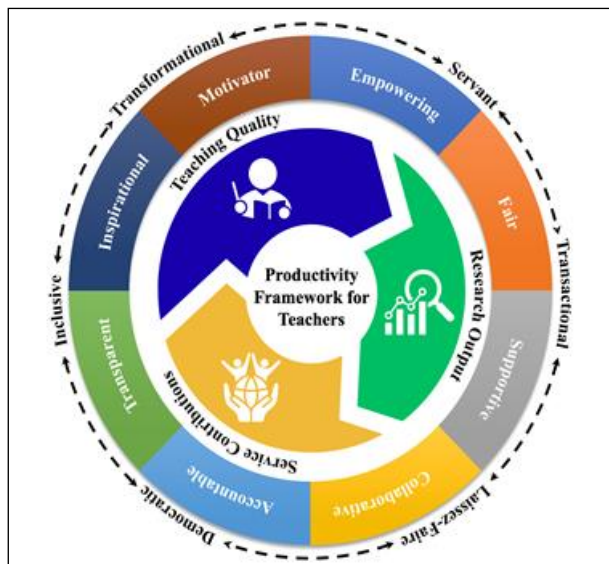 Transformational
Servant
Transactional
Laissez-Faire
Democratic
Inclusive
Motivator
Empowering
Fair
Supportive
Collaborative
Accountable
Transparent
Inspirational
Teaching Quality
Research Output
Service Contributions
Productivity
Framework for
Teachers